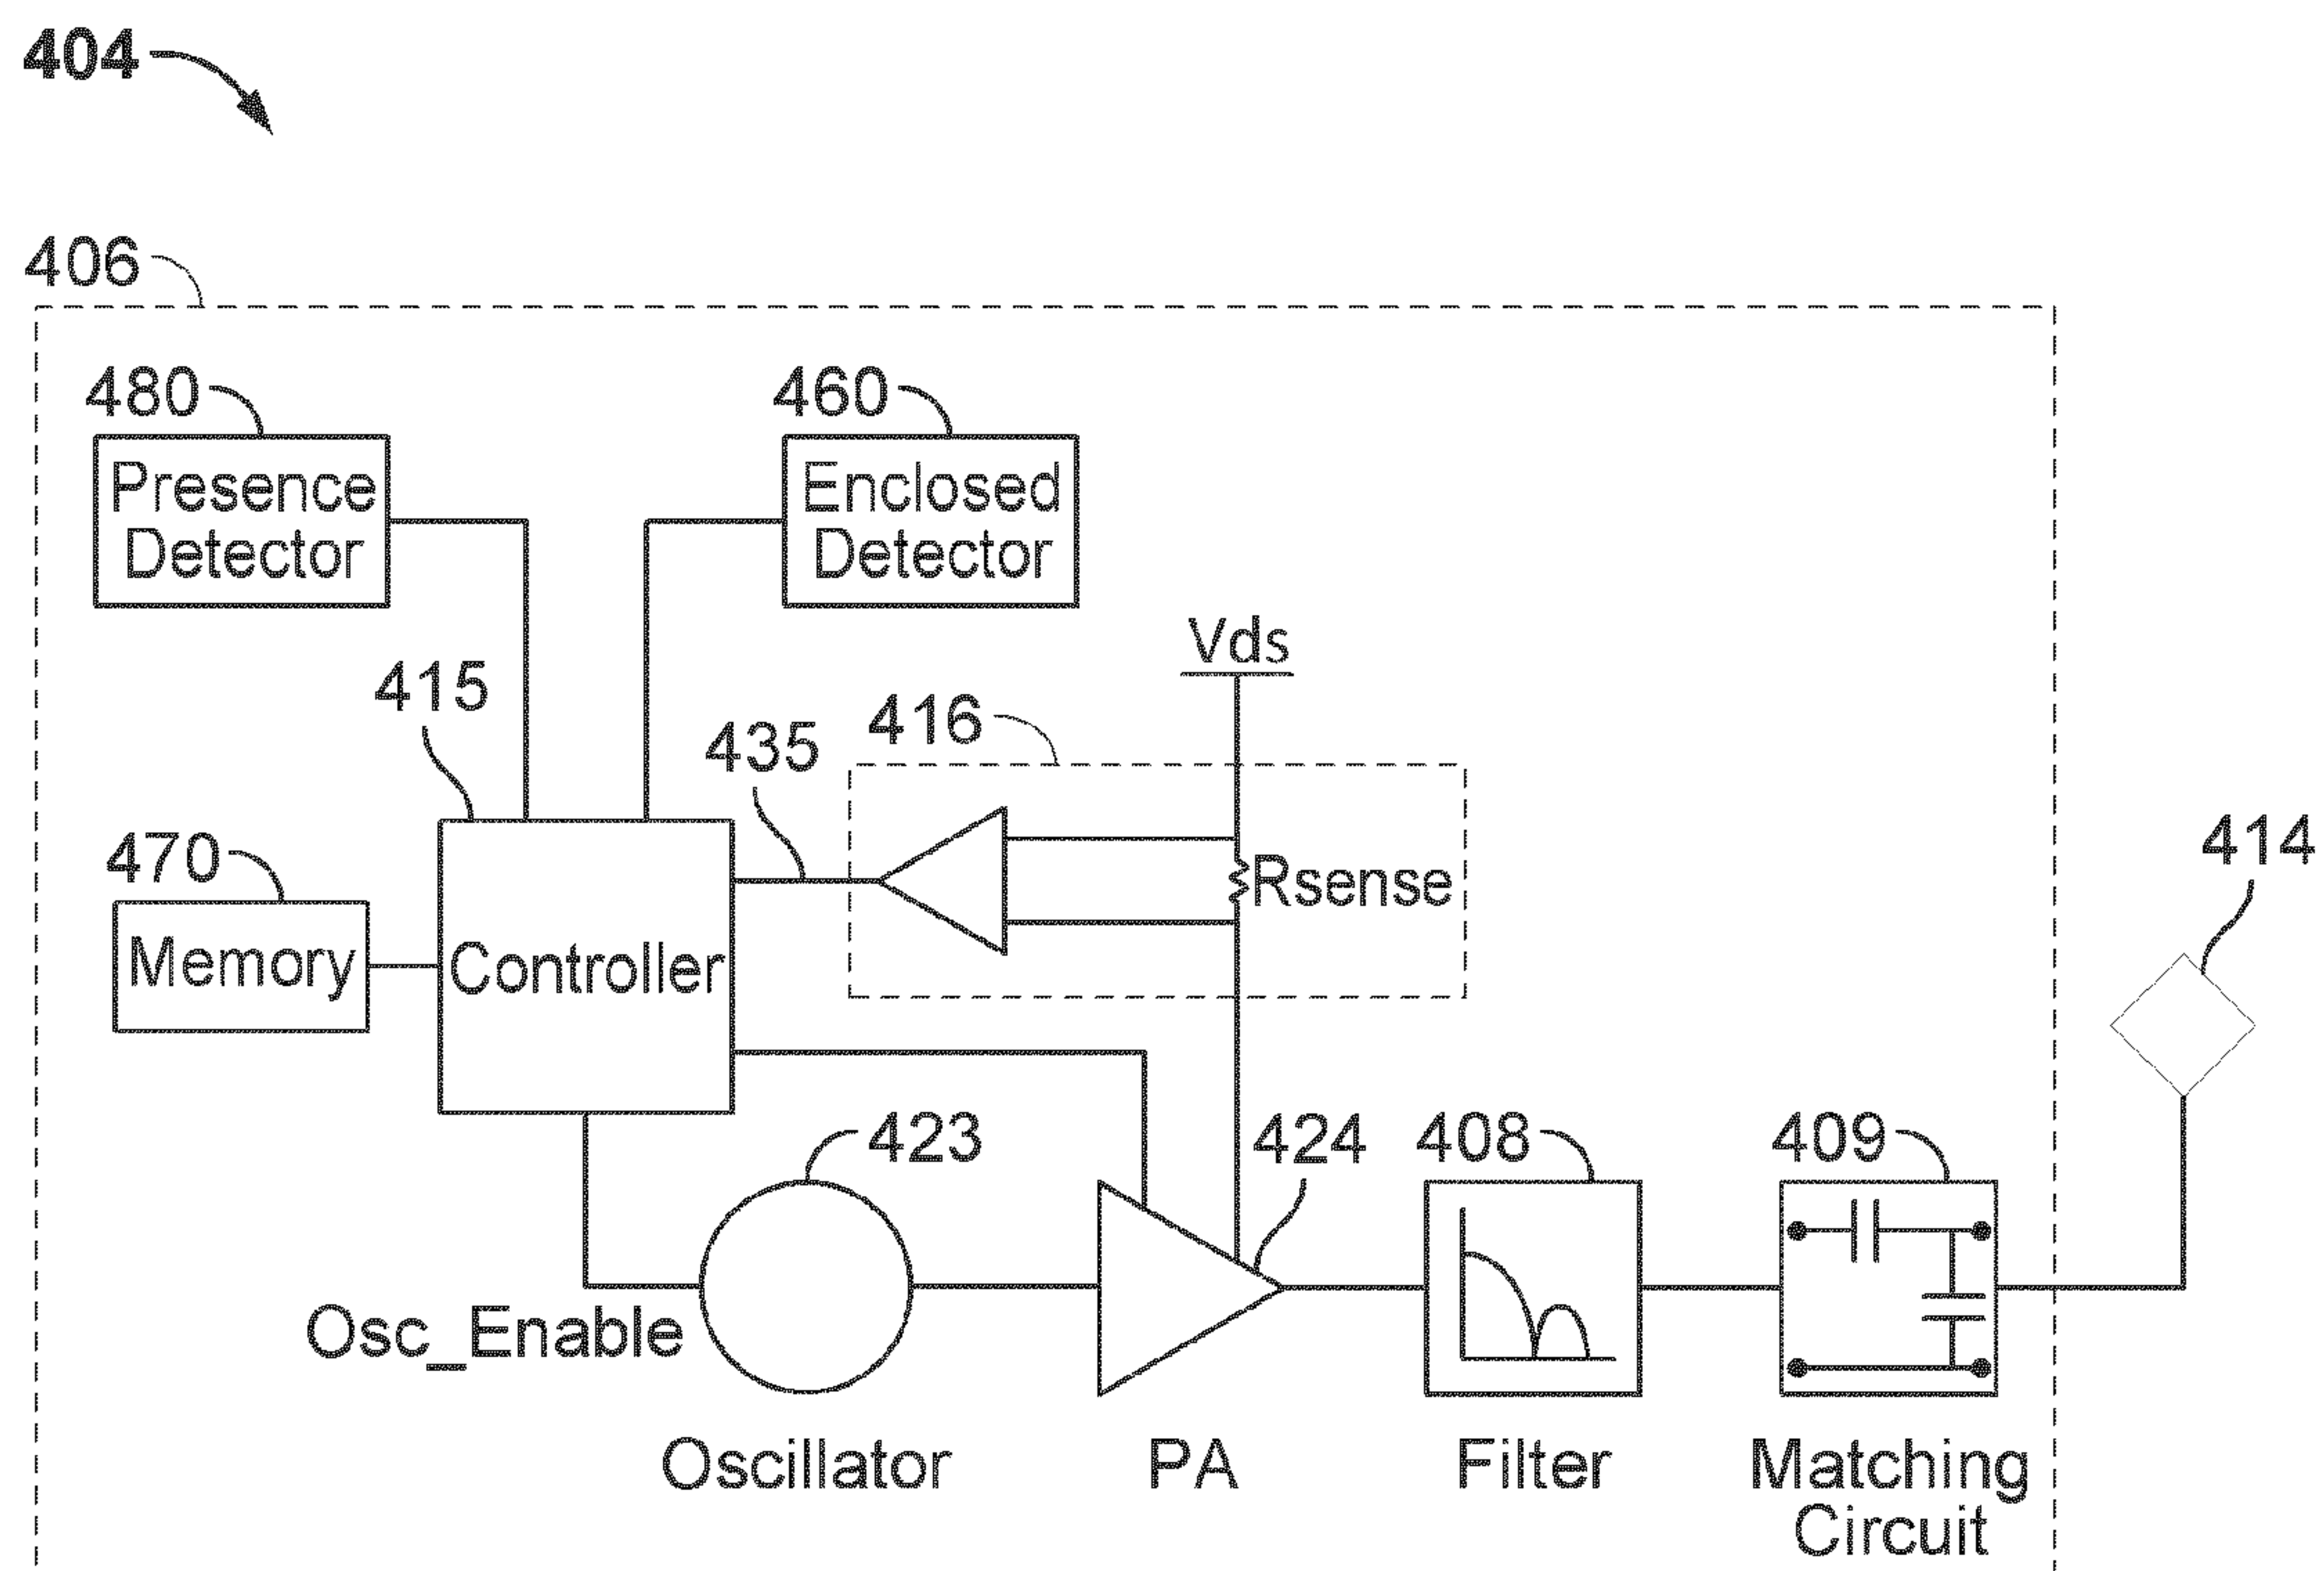 404
406
480
460
Presence
Detector
Enclosed
Detector
Vds
415
416
435
414
470
Rsense
Memory
Controller
423
424
408
409
Osc_Enable
Oscillator
PA
Filter
Matching
Circuit